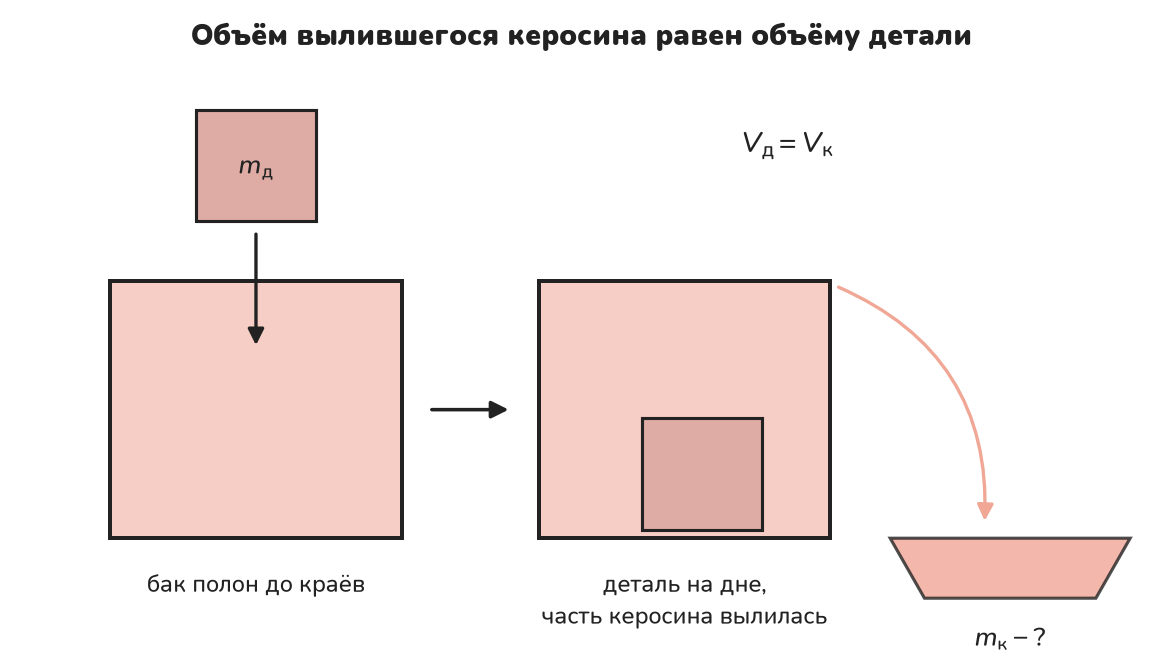 Объём вылившегося керосина равен объёму детали
mд
Vд = Vк
бак полон до краёв
деталь на дне,
часть керосина вылилась
mк – ?